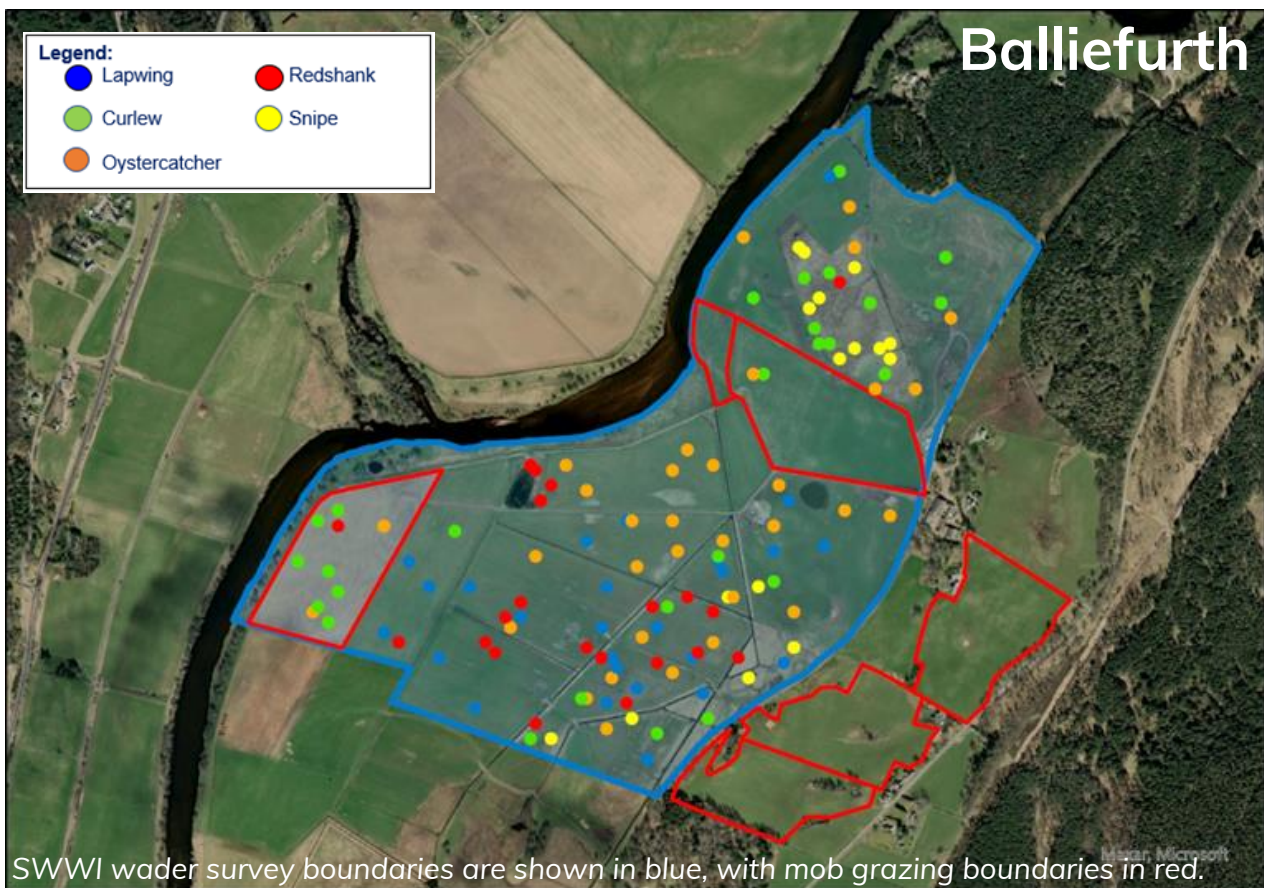 Balliefurth
Legend:
Lapwing
Redshank
Curlew
Snipe
Oystercatcher
Microsoft
SWWI wader survey boundaries are shown in blue, with mob grazing boundaries in red.